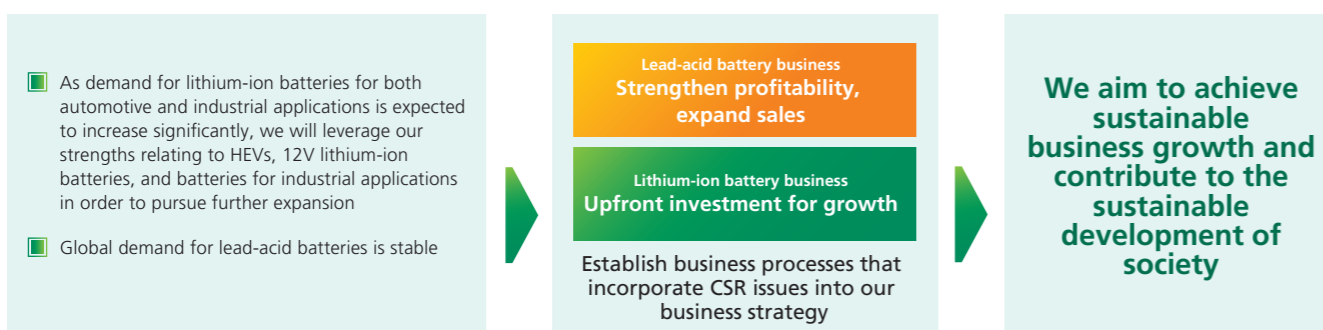 As demand for lithium-ion batteries for both
automotive and industrial applications is expected
to increase significantly, we will leverage our
strengths relating to HEVs, 12V lithium-ion
batteries, and batteries for industrial applications
in order to pursue further expansion
Global demand for lead-acid batteries is stable
Lead-acid battery business
Strengthen profitability,
expand sales
Lithium-ion battery business
Upfront investment for growth
Establish business processes that
incorporate CSR issues into our
business strategy
We aim to achieve
sustainable
business growth and
contribute to the
sustainable
development of
society